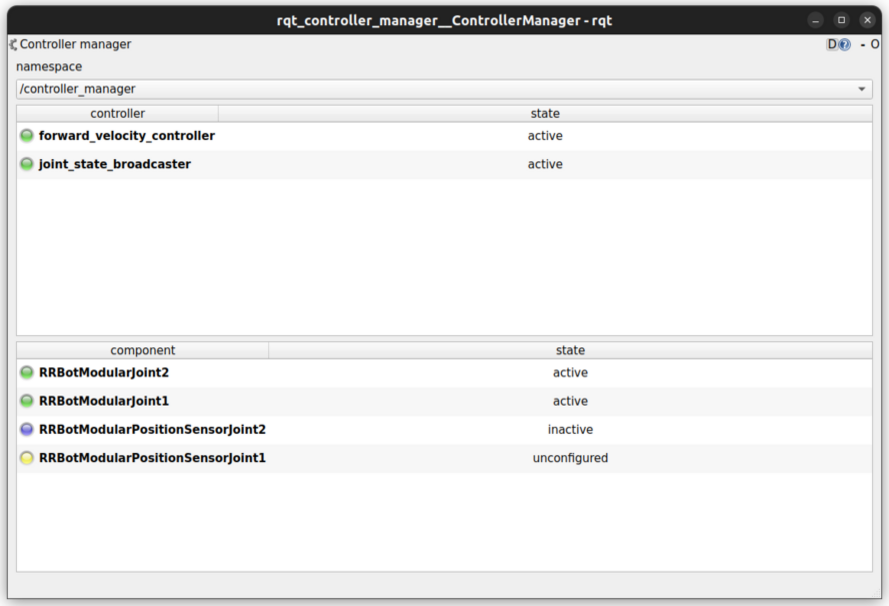 rqt_controller_manager__ControllerManager - rqt
Controller manager D ? - O
namespace
/controller_manager
controller state
forward_velocity_controller active
joint_state_broadcaster active
component state
RRBotModularJoint2 active
RRBotModularJoint1 active
RRBotModularPositionSensorJoint2 inactive
RRBotModularPositionSensorJoint1 unconfigured